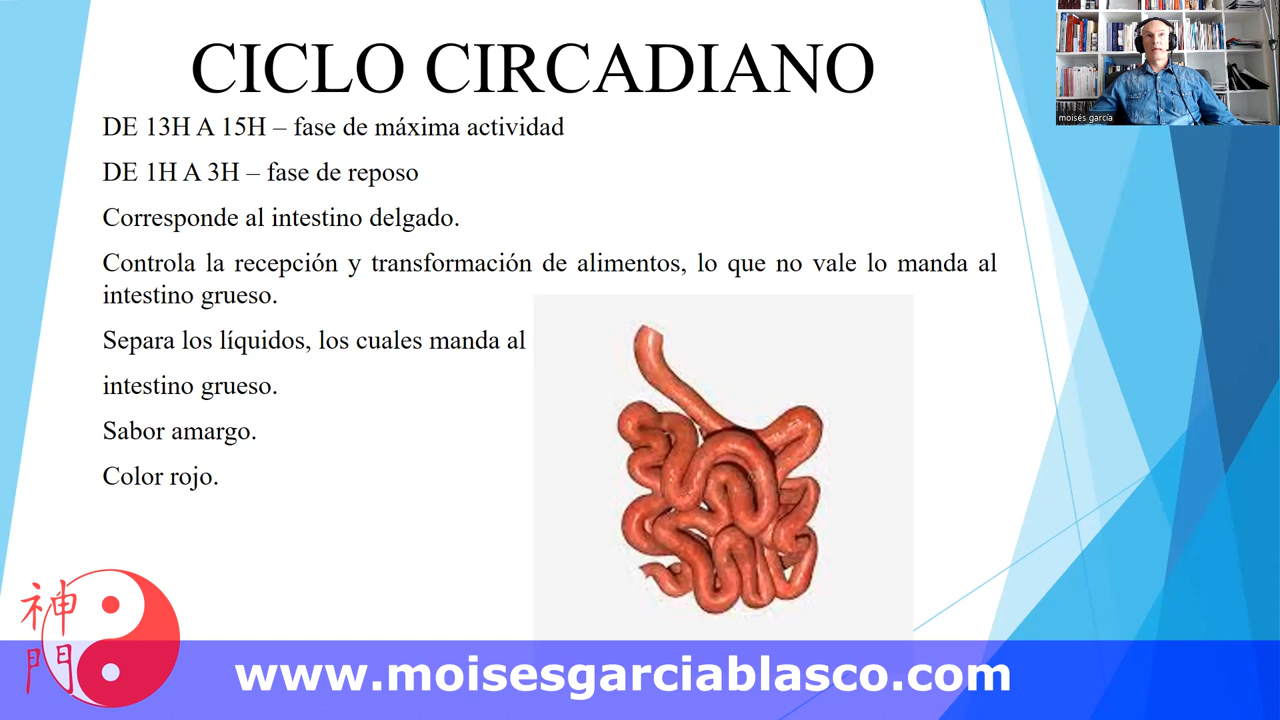 CICLO CIRCADIANO
DE 13H A 15H – fase de máxima actividad
DE 1H A 3H – fase de reposo
Corresponde al intestino delgado.
Controla la recepción y transformación de alimentos, lo que no vale lo manda al
intestino grueso.
Separa los líquidos, los cuales manda al
intestino grueso.
Sabor amargo.
Color rojo.
moisés garcía
神
門
www.moisesgarciablasco.com